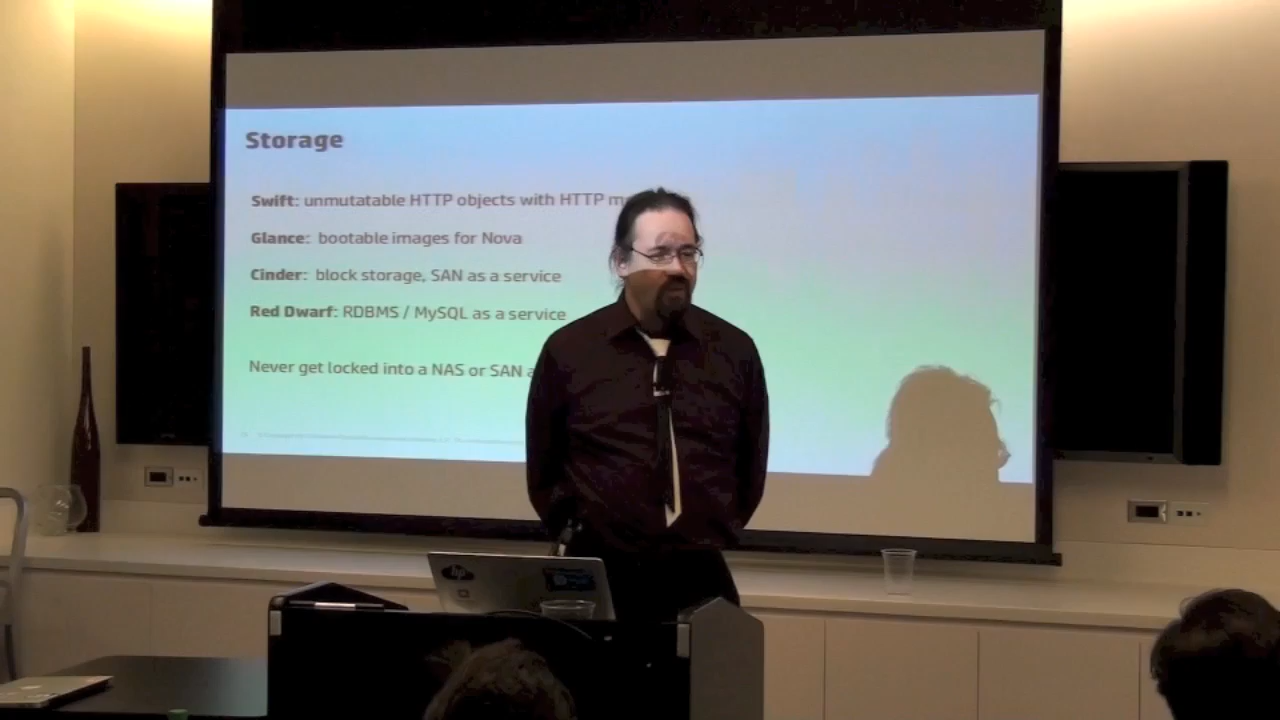 Storage
Swift: unmutatable HTTP objects with HTTP
Glance: bootable images for Nova
Cinder: block storage, SAN as a service
Red Dwarf: RDBMS / MySQL as a service
Never get locked into a NAS or SAN
hp